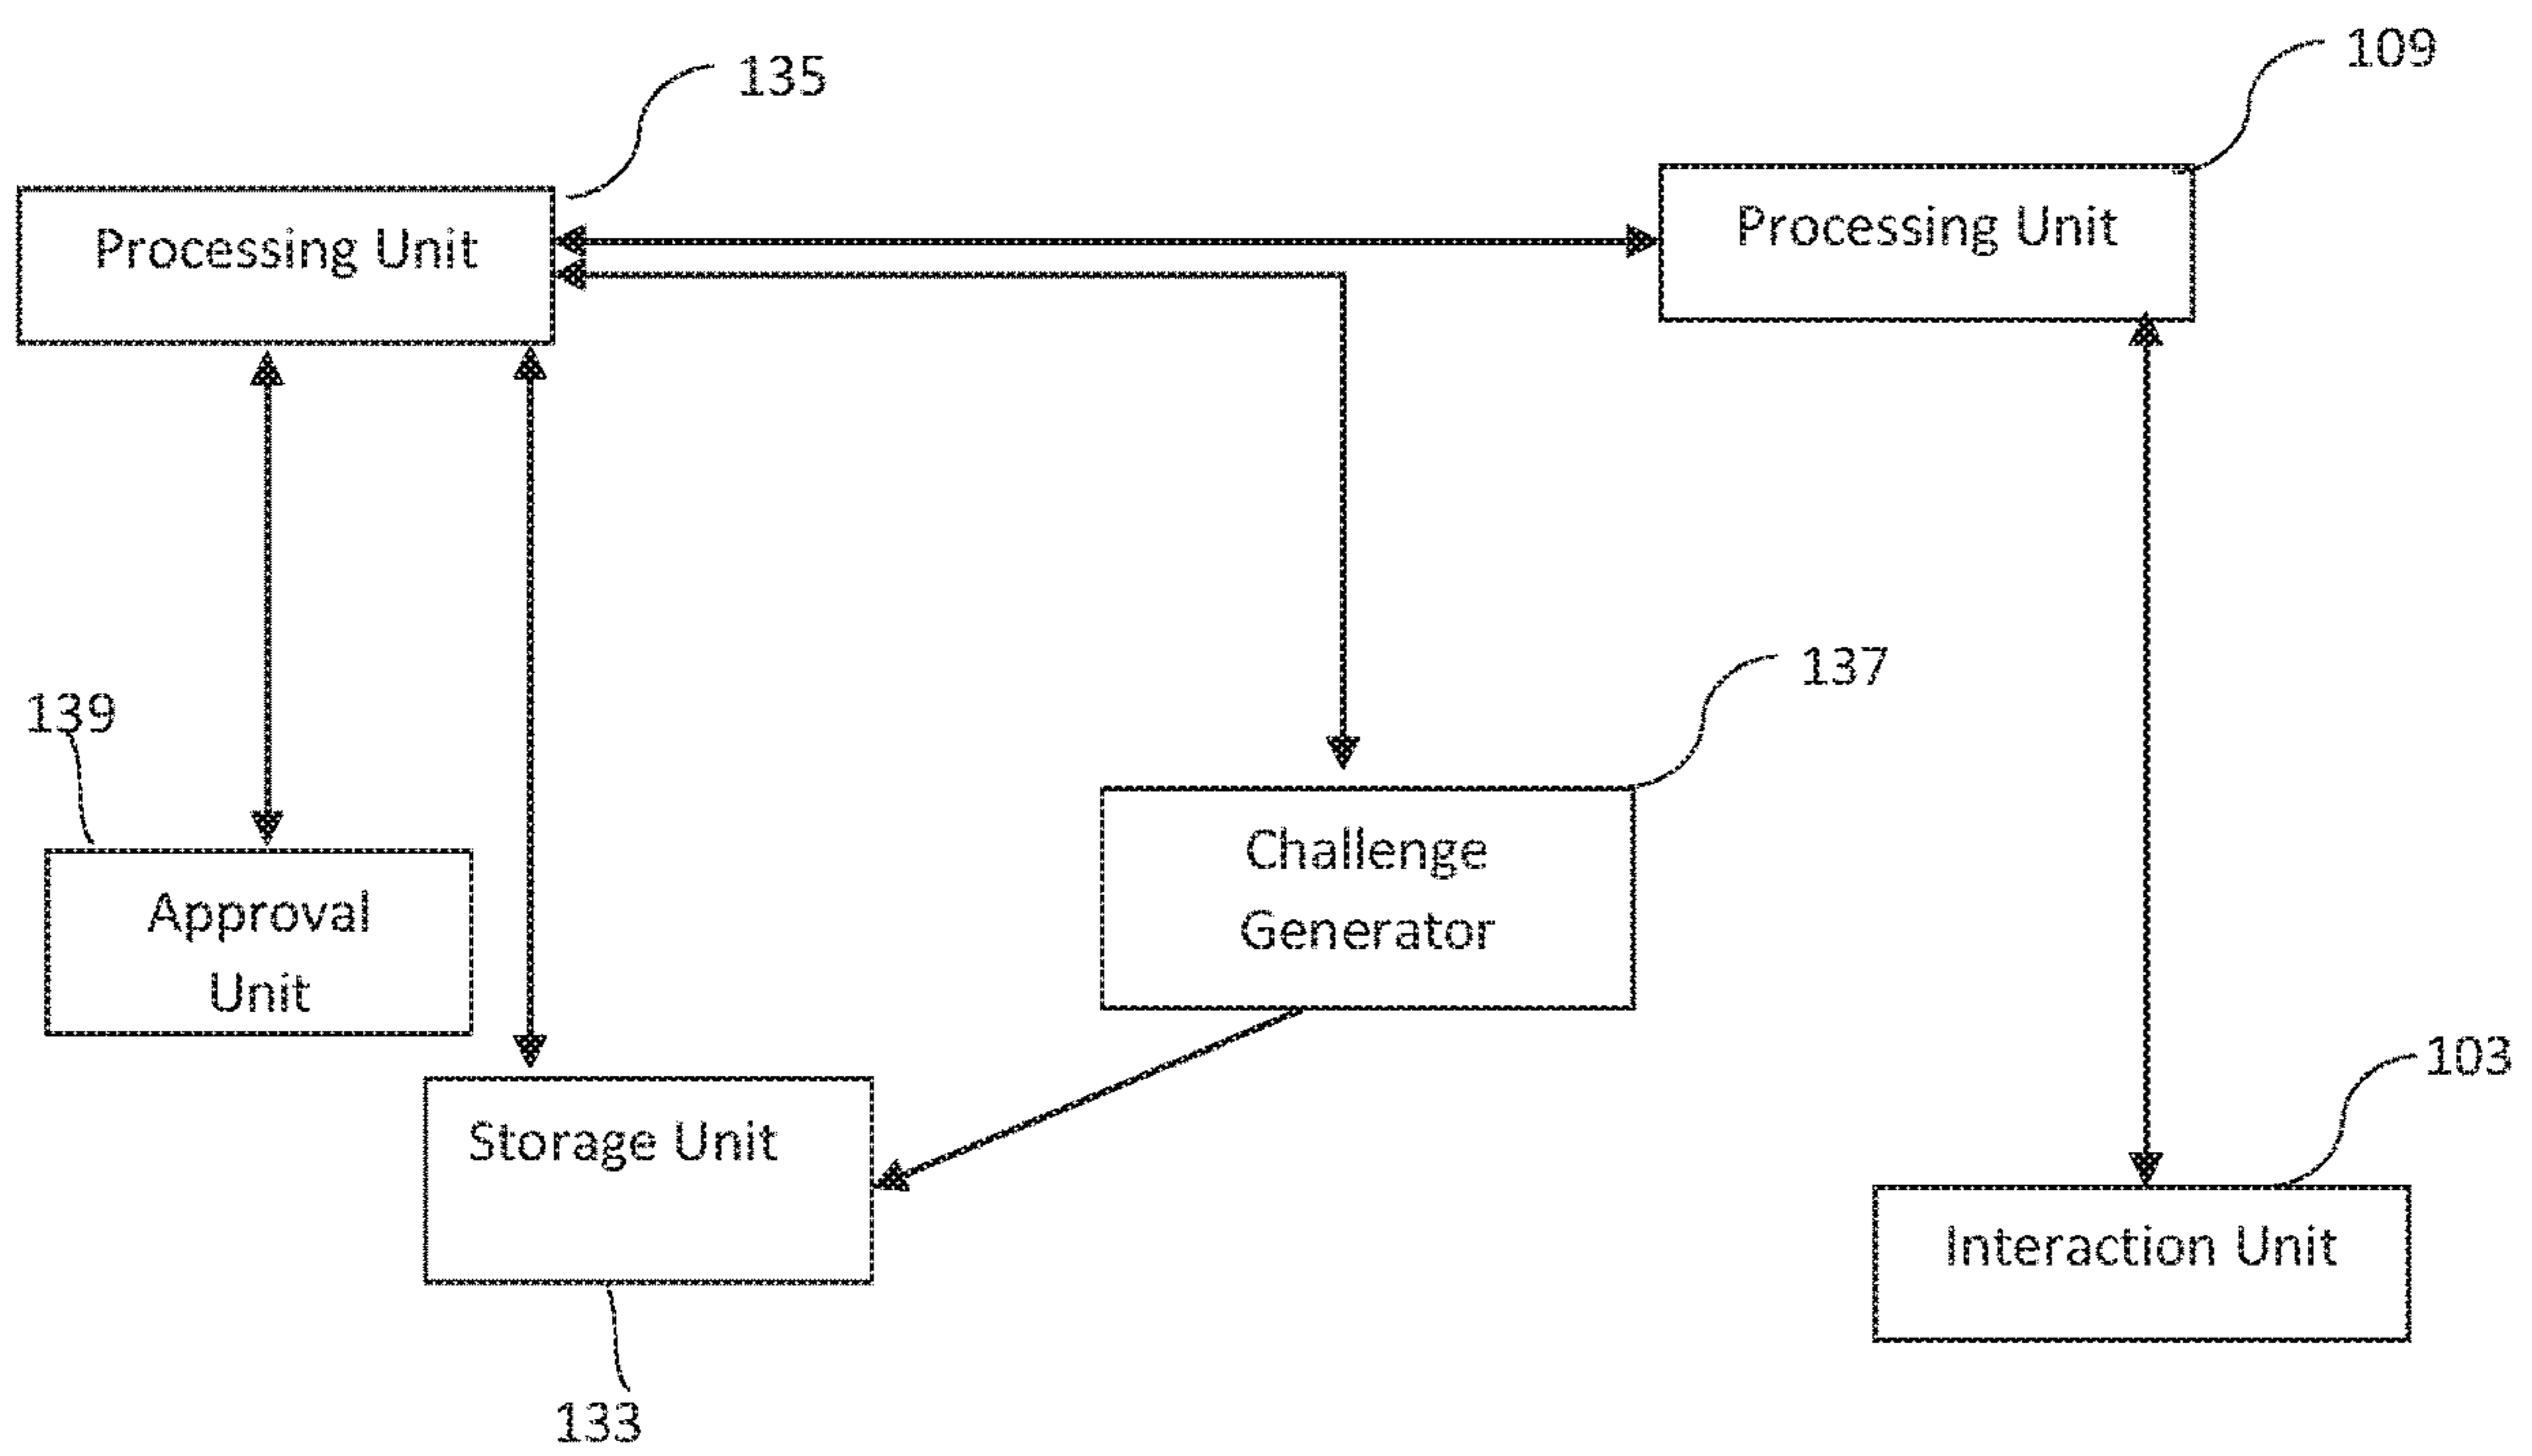 135
109
Processing Unit
Processing Unit
137
139
Challenge
Generator
Approval
Unit
103
Storage Unit
Interaction Unit
133